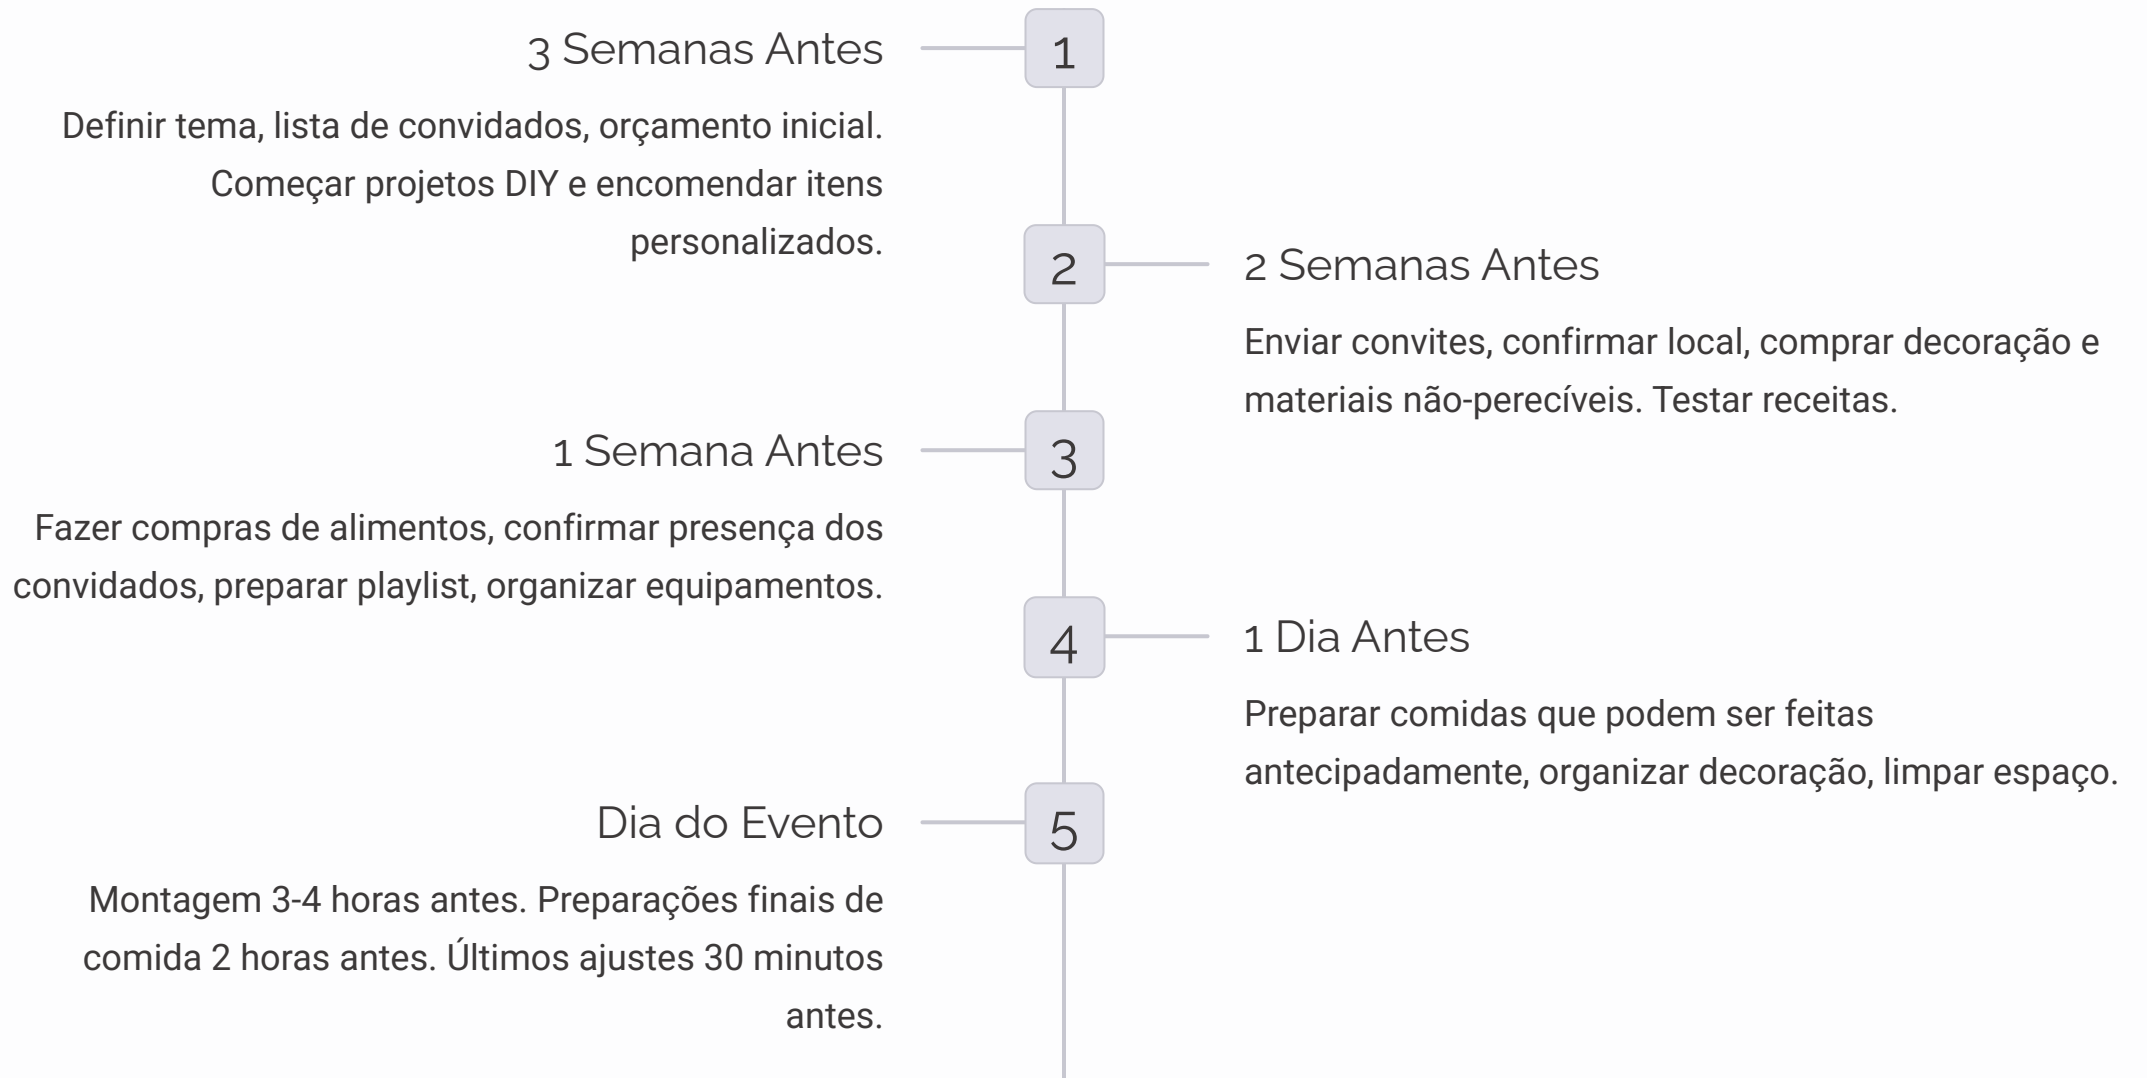 3 Semanas Antes
1
Definir tema, lista de convidados, orçamento inicial.
Começar projetos DIY e encomendar itens
personalizados.
2
2 Semanas Antes
Enviar convites, confirmar local, comprar decoração e
materiais não-perecíveis. Testar receitas.
1 Semana Antes
3
Fazer compras de alimentos, confirmar presença dos
convidados, preparar playlist, organizar equipamentos.
4
1 Dia Antes
Preparar comidas que podem ser feitas
antecipadamente, organizar decoração, limpar espaço.
Dia do Evento
5
Montagem 3-4 horas antes. Preparações finais de
comida 2 horas antes. Últimos ajustes 30 minutos
antes.